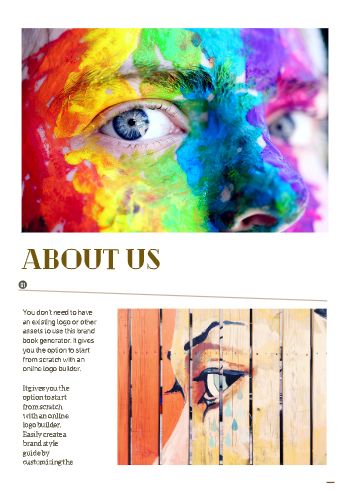 ABOUT US
01
You don't need to have
an existing logo or other
assets to use this brand
book generator. It gives
you the option to start
from scratch with an
online logo builder.
It gives you the
option to start
from scratch
with an online
logo builder.
Easily create a
brand style
guide by
customizing the